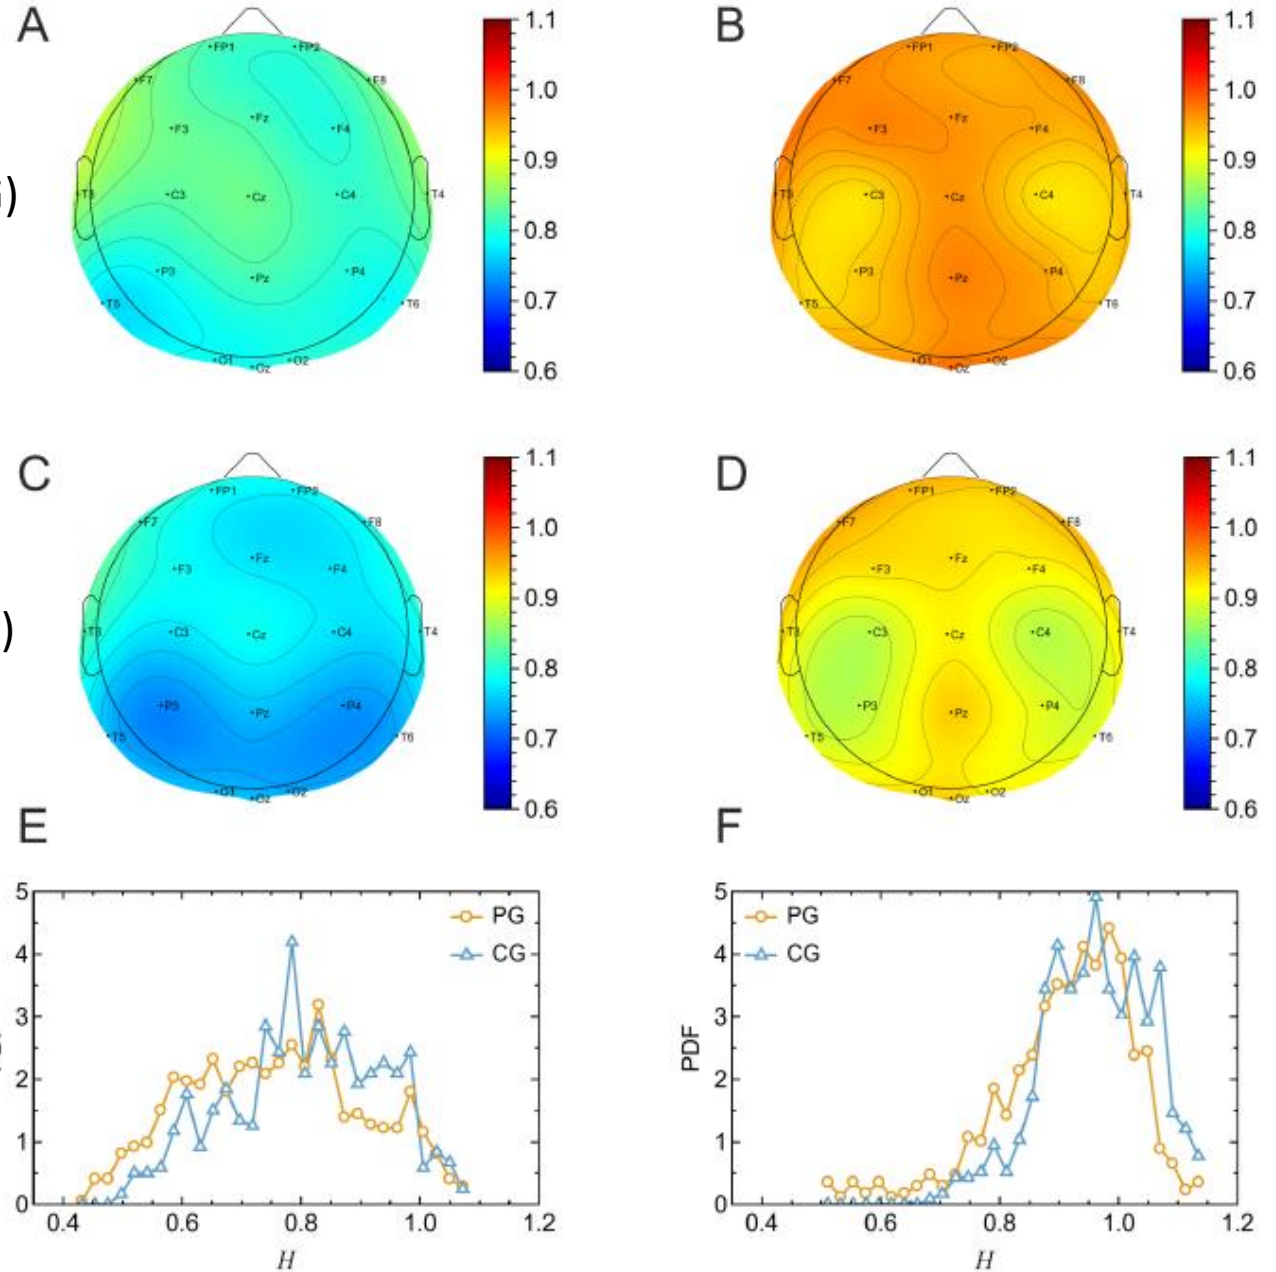 A
1.1
1.0
0.9
0.8
0.7
0.6
FP1 FP2
F7 F8
F3 Fz F4
T3 C3 Cz C4 T4
P3 Pz P4
T5 T6
O1 Oz O2
B
1.1
1.0
0.9
0.8
0.7
0.6
FP1 FP2
F7 F8
F3 Fz F4
T3 C3 Cz C4 T4
P3 Pz P4
T5 T6
O1 Oz O2
)
C
1.1
1.0
0.9
0.8
0.7
0.6
FP1 FP2
F7 F8
F3 Fz F4
T3 C3 Cz C4 T4
P3 Pz P4
T5 T6
O1 Oz O2
)
D
1.1
1.0
0.9
0.8
0.7
0.6
FP1 FP2
F7 F8
F3 Fz F4
T3 C3 Cz C4 T4
P3 Pz P4
T5 T6
O1 Oz O2
E
5
4
3
2
1
0
PG
CG
0.4 0.6 0.8 1.0 1.2
H
F
PDF
5
4
3
2
1
0
PG
CG
0.4 0.6 0.8 1.0 1.2
H